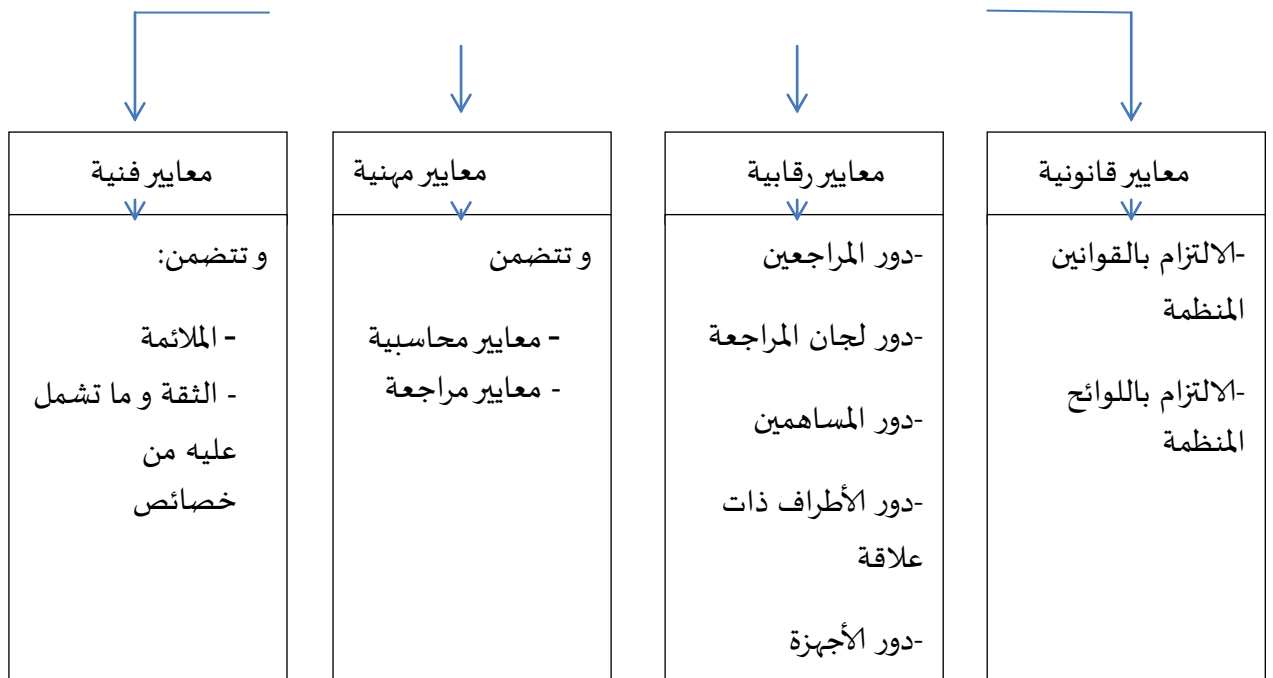 معايير قانونية
-الالتزام بالقوانين
المنظمة
-الالتزام باللوائح
المنظمة
معايير رقابية
-دور المراجعين
-دور لجان المراجعة
-دور المساهمين
-دور الأطراف ذات
علاقة
-دور الأجهزة
معايير مهنية
و تتضمن
- معايير محاسبية
- معايير مراجعة
معايير فنية
و تتضمن:
- الملائمة
- الثقة و ما تشمل
عليه من
خصائص